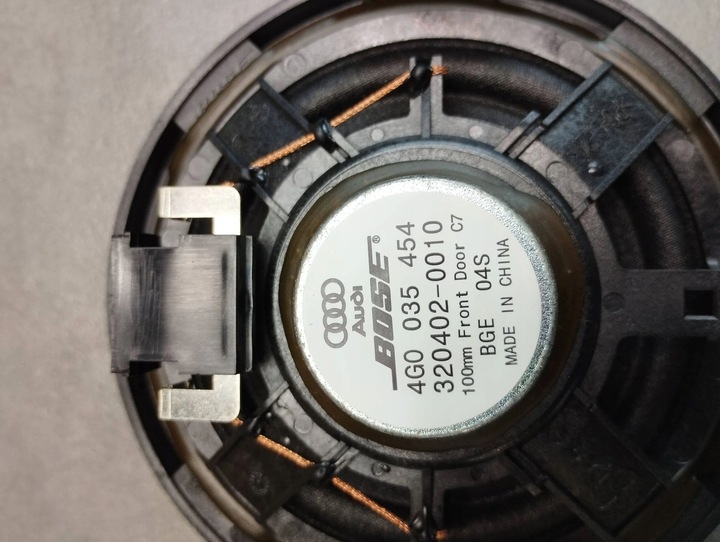 Audi
BOSE®
4G0 035 454
320402-0010
100mm Front Door C7
BGE 04S
MADE IN CHINA